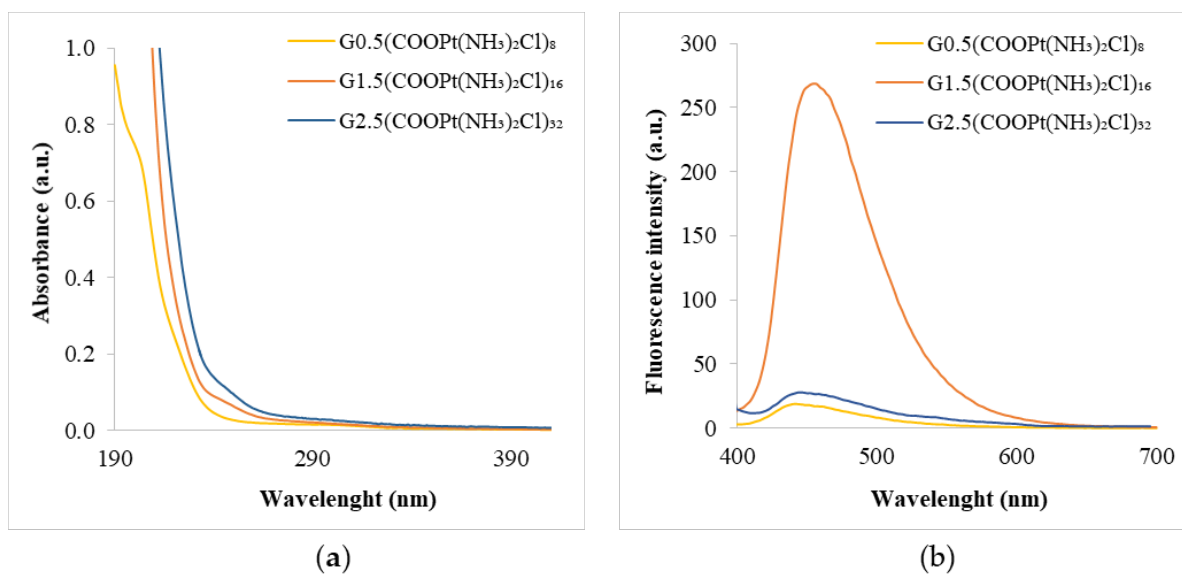 G0.5(COOPt(NH₃)₂Cl)₈
G1.5(COOPt(NH₃)₂Cl)₁₆
G2.5(COOPt(NH₃)₂Cl)₃₂
Absorbance (a.u.)
1.0
0.8
0.6
0.4
0.2
0.0
190 290 390
Wavelenght (nm)
(a)
G0.5(COOPt(NH₃)₂Cl)₈
G1.5(COOPt(NH₃)₂Cl)₁₆
G2.5(COOPt(NH₃)₂Cl)₃₂
Fluorescence intensity (a.u.)
300
250
200
150
100
50
0
400 500 600 700
Wavelenght (nm)
(b)